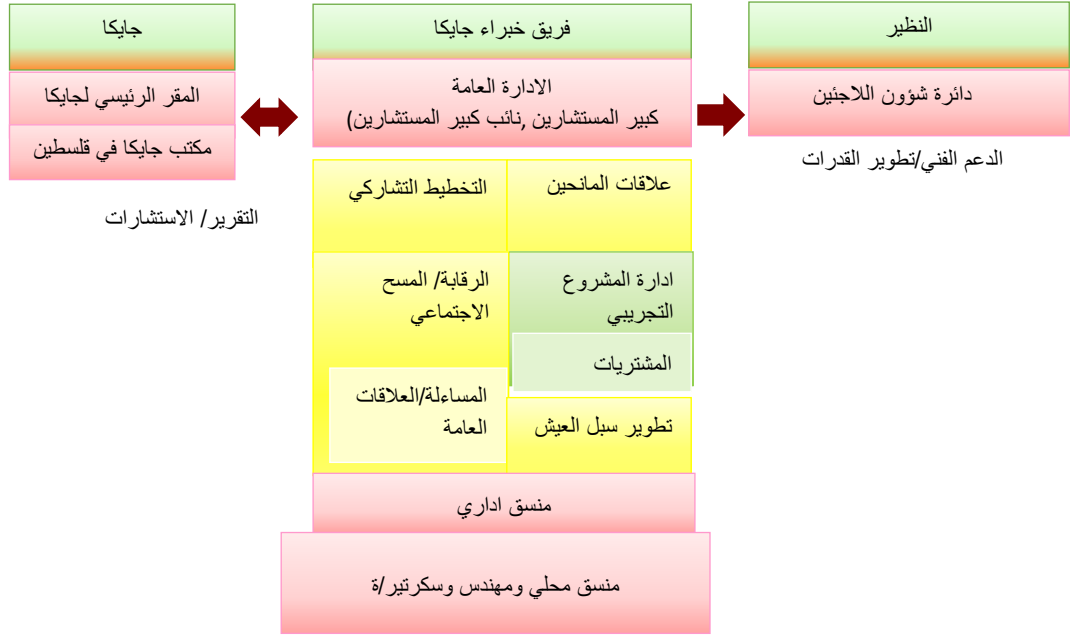 النظير
فريق خبراء جايكا
جايكا
دائرة شؤون اللاجئين
الادارة العامة
كبير المستشارين ,نائب كبير المستشارين)
المقر الرئيسي لجايكا
مكتب جايكا في قلسطين
الدعم الفني/تطوير القدرات
التقرير/ الاستشارات
علاقات المانحين
التخطيط التشاركي
ادارة المشروع
التجريبي
الرقابة/ المسح
الاجتماعي
المشتريات
المساءلة/العلاقات
العامة
تطوير سبل العيش
منسق اداري
منسق محلي ومهندس وسكرتير/ة